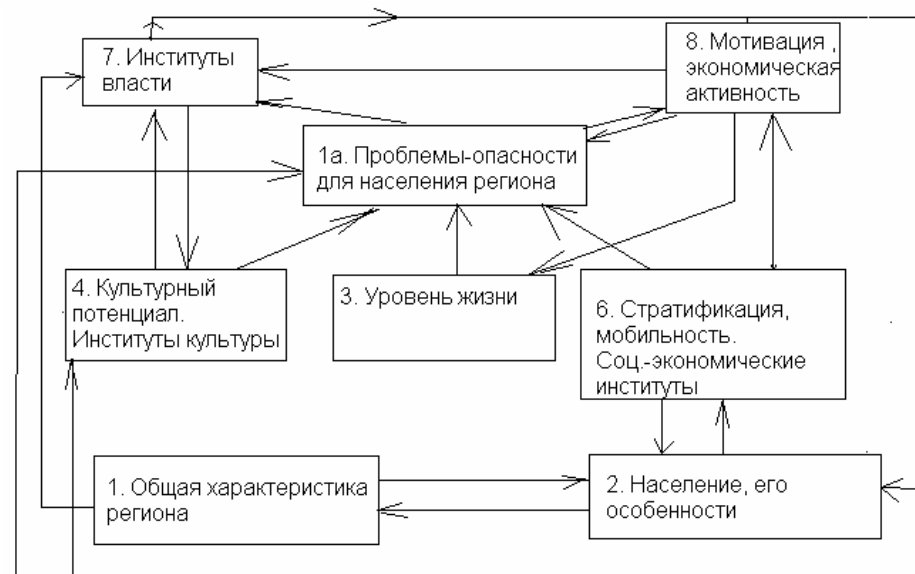 7. Институты
власти
8. Мотивация ,
экономическая
активность
1а. Проблемы-опасности
для населения региона
4. Культурный
потенциал.
Институты культуры
3. Уровень жизни
6. Стратификация,
мобильность.
Соц.-экономические
институты
1. Общая характеристика
региона
2. Население, его
особенности